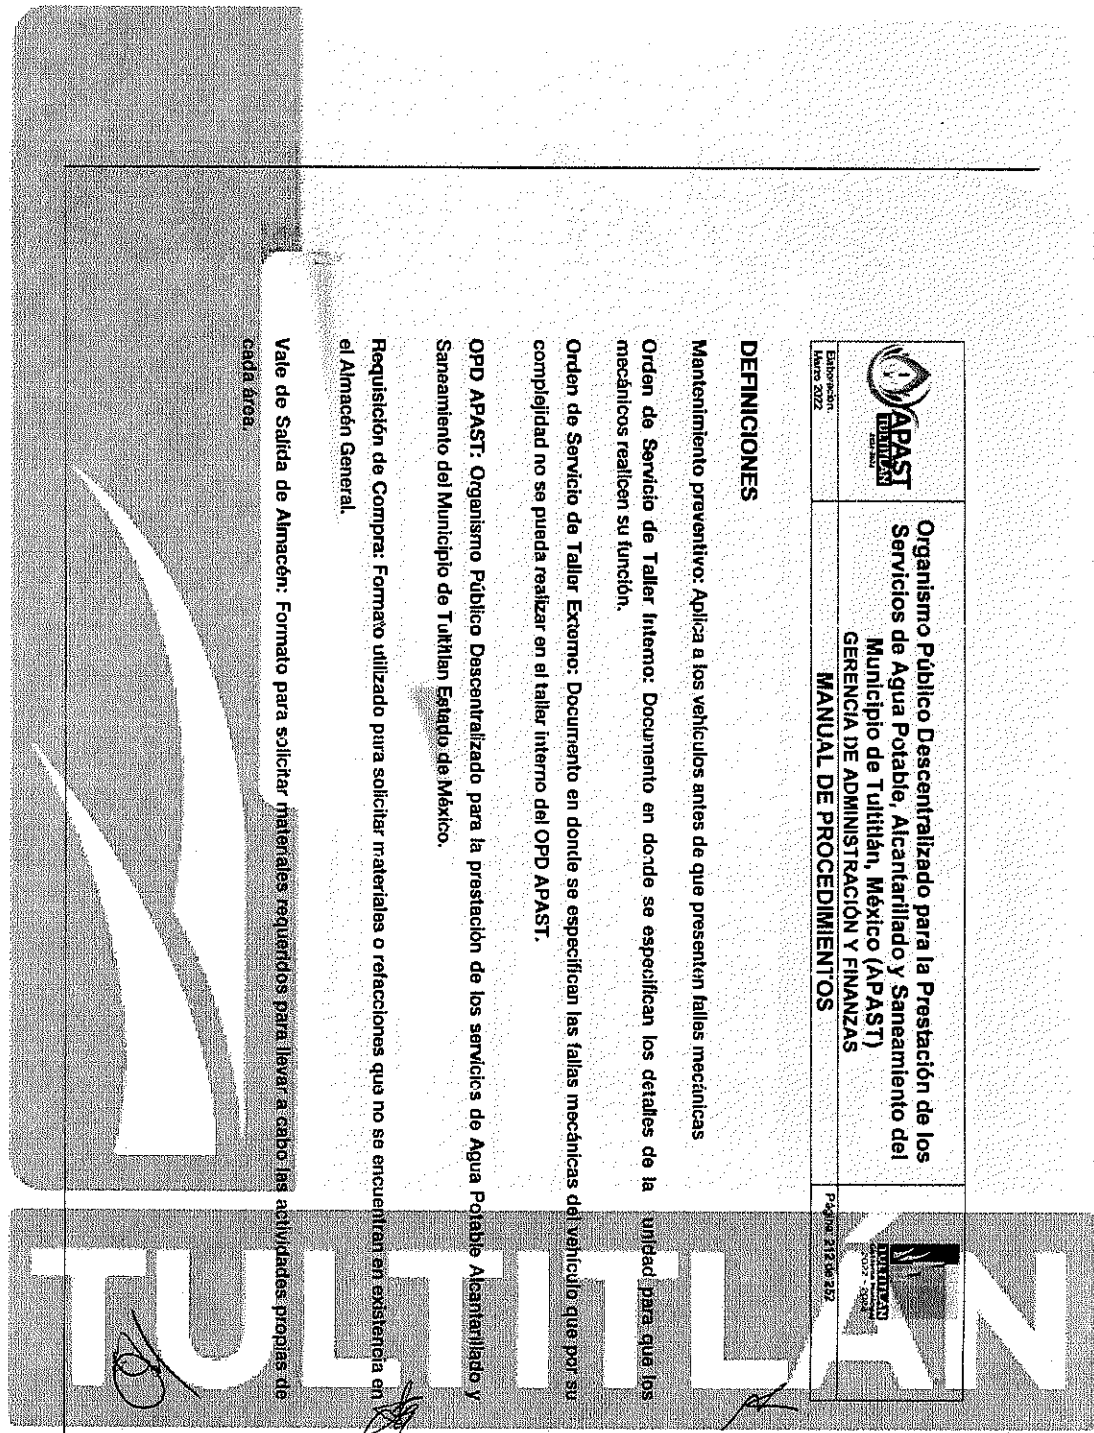 APAST
TULTITLÁN
Organismo Público Descentralizado para la Prestación de los
Servicios de Agua Potable, Alcantarillado y Saneamiento del
Municipio de Tultitlán, México (APAST)
GERENCIA DE ADMINISTRACIÓN Y FINANZAS
MANUAL DE PROCEDIMIENTOS
TULTITLÁN
2022 - 2024
Elaboración:
Marzo 2022
Página: 212 de 252
DEFINICIONES
Mantenimiento preventivo: Aplica a los vehículos antes de que presenten fallas mecánicas
Orden de Servicio de Taller Interno: Documento en donde se especifican los detalles de la unidad para que los
mecánicos realicen su función.
Orden de Servicio de Taller Externo: Documento en donde se especifican las fallas mecánicas del vehículo que por su
complejidad no se pueda realizar en el taller interno del OPD APAST.
OPD APAST: Organismo Público Descentralizado para la prestación de los servicios de Agua Potable Alcantarillado y
Saneamiento del Municipio de Tultitlan Estado de México.
Requisición de Compra: Formato utilizado para solicitar materiales o refacciones que no se encuentran en existencia en
el Almacén General.
Vale de Salida de Almacén: Formato para solicitar materiales requeridos para llevar a cabo las actividades propias de
cada área.
TULTITLÁN